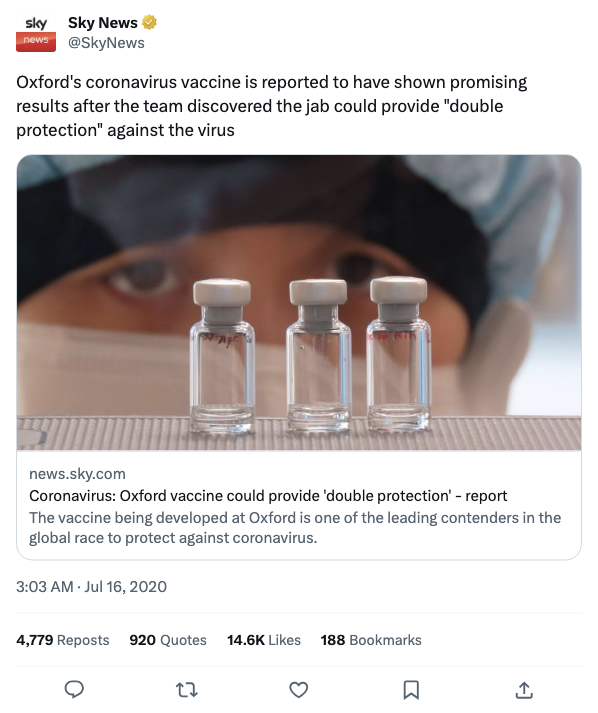 sky
news
Sky News
@SkyNews
Oxford's coronavirus vaccine is reported to have shown promising
results after the team discovered the jab could provide "double
protection" against the virus
news.sky.com
Coronavirus: Oxford vaccine could provide 'double protection' - report
The vaccine being developed at Oxford is one of the leading contenders in the
global race to protect against coronavirus.
3:03 AM · Jul 16, 2020
4,779 Reposts 920 Quotes 14.6K Likes 188 Bookmarks